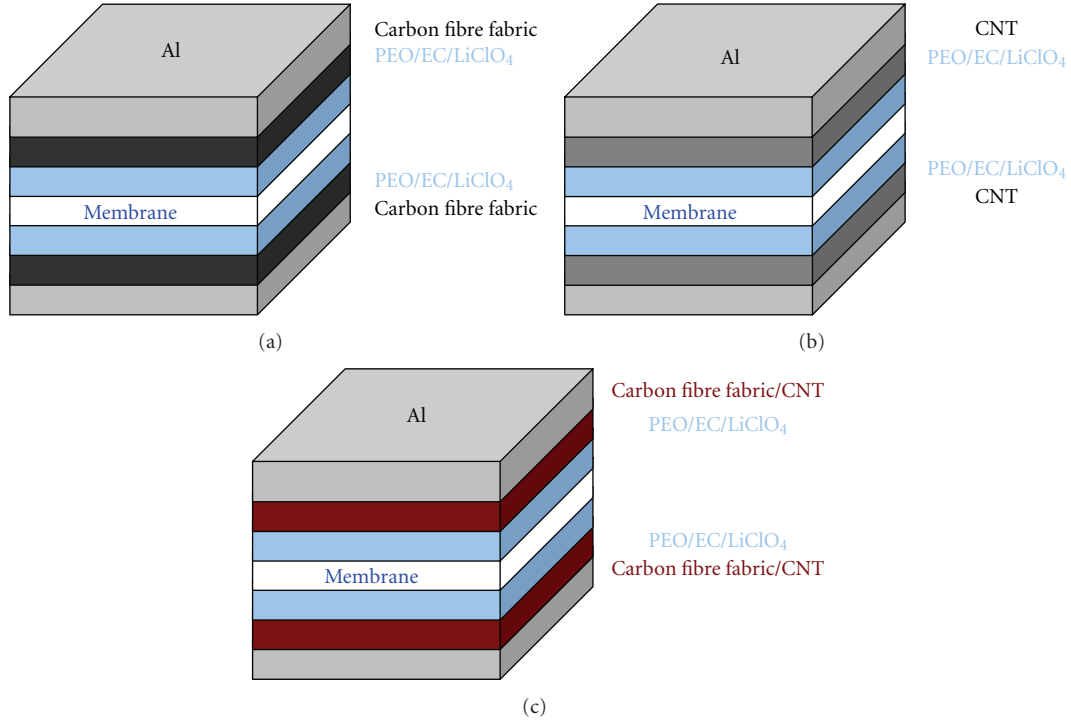 Al
Carbon fibre fabric
PEO/EC/LiClO₄
Membrane
PEO/EC/LiClO₄
Carbon fibre fabric
(a)
Al
CNT
PEO/EC/LiClO₄
Membrane
PEO/EC/LiClO₄
CNT
(b)
Al
Carbon fibre fabric/CNT
PEO/EC/LiClO₄
Membrane
PEO/EC/LiClO₄
Carbon fibre fabric/CNT
(c)